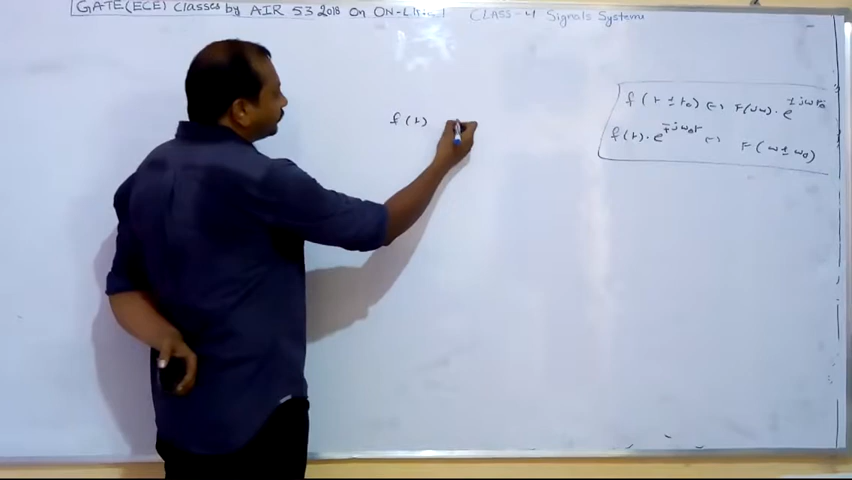 GATE(ECE) Classes by AIR 53 2018 on ON-Line CLASS-4 Signals Systems
f(t ± t₀) ↔ F(jω)·e^{±jωt₀}
f(t)·e^{∓jω₀t} ↔ F(ω ± ω₀)
f(t)